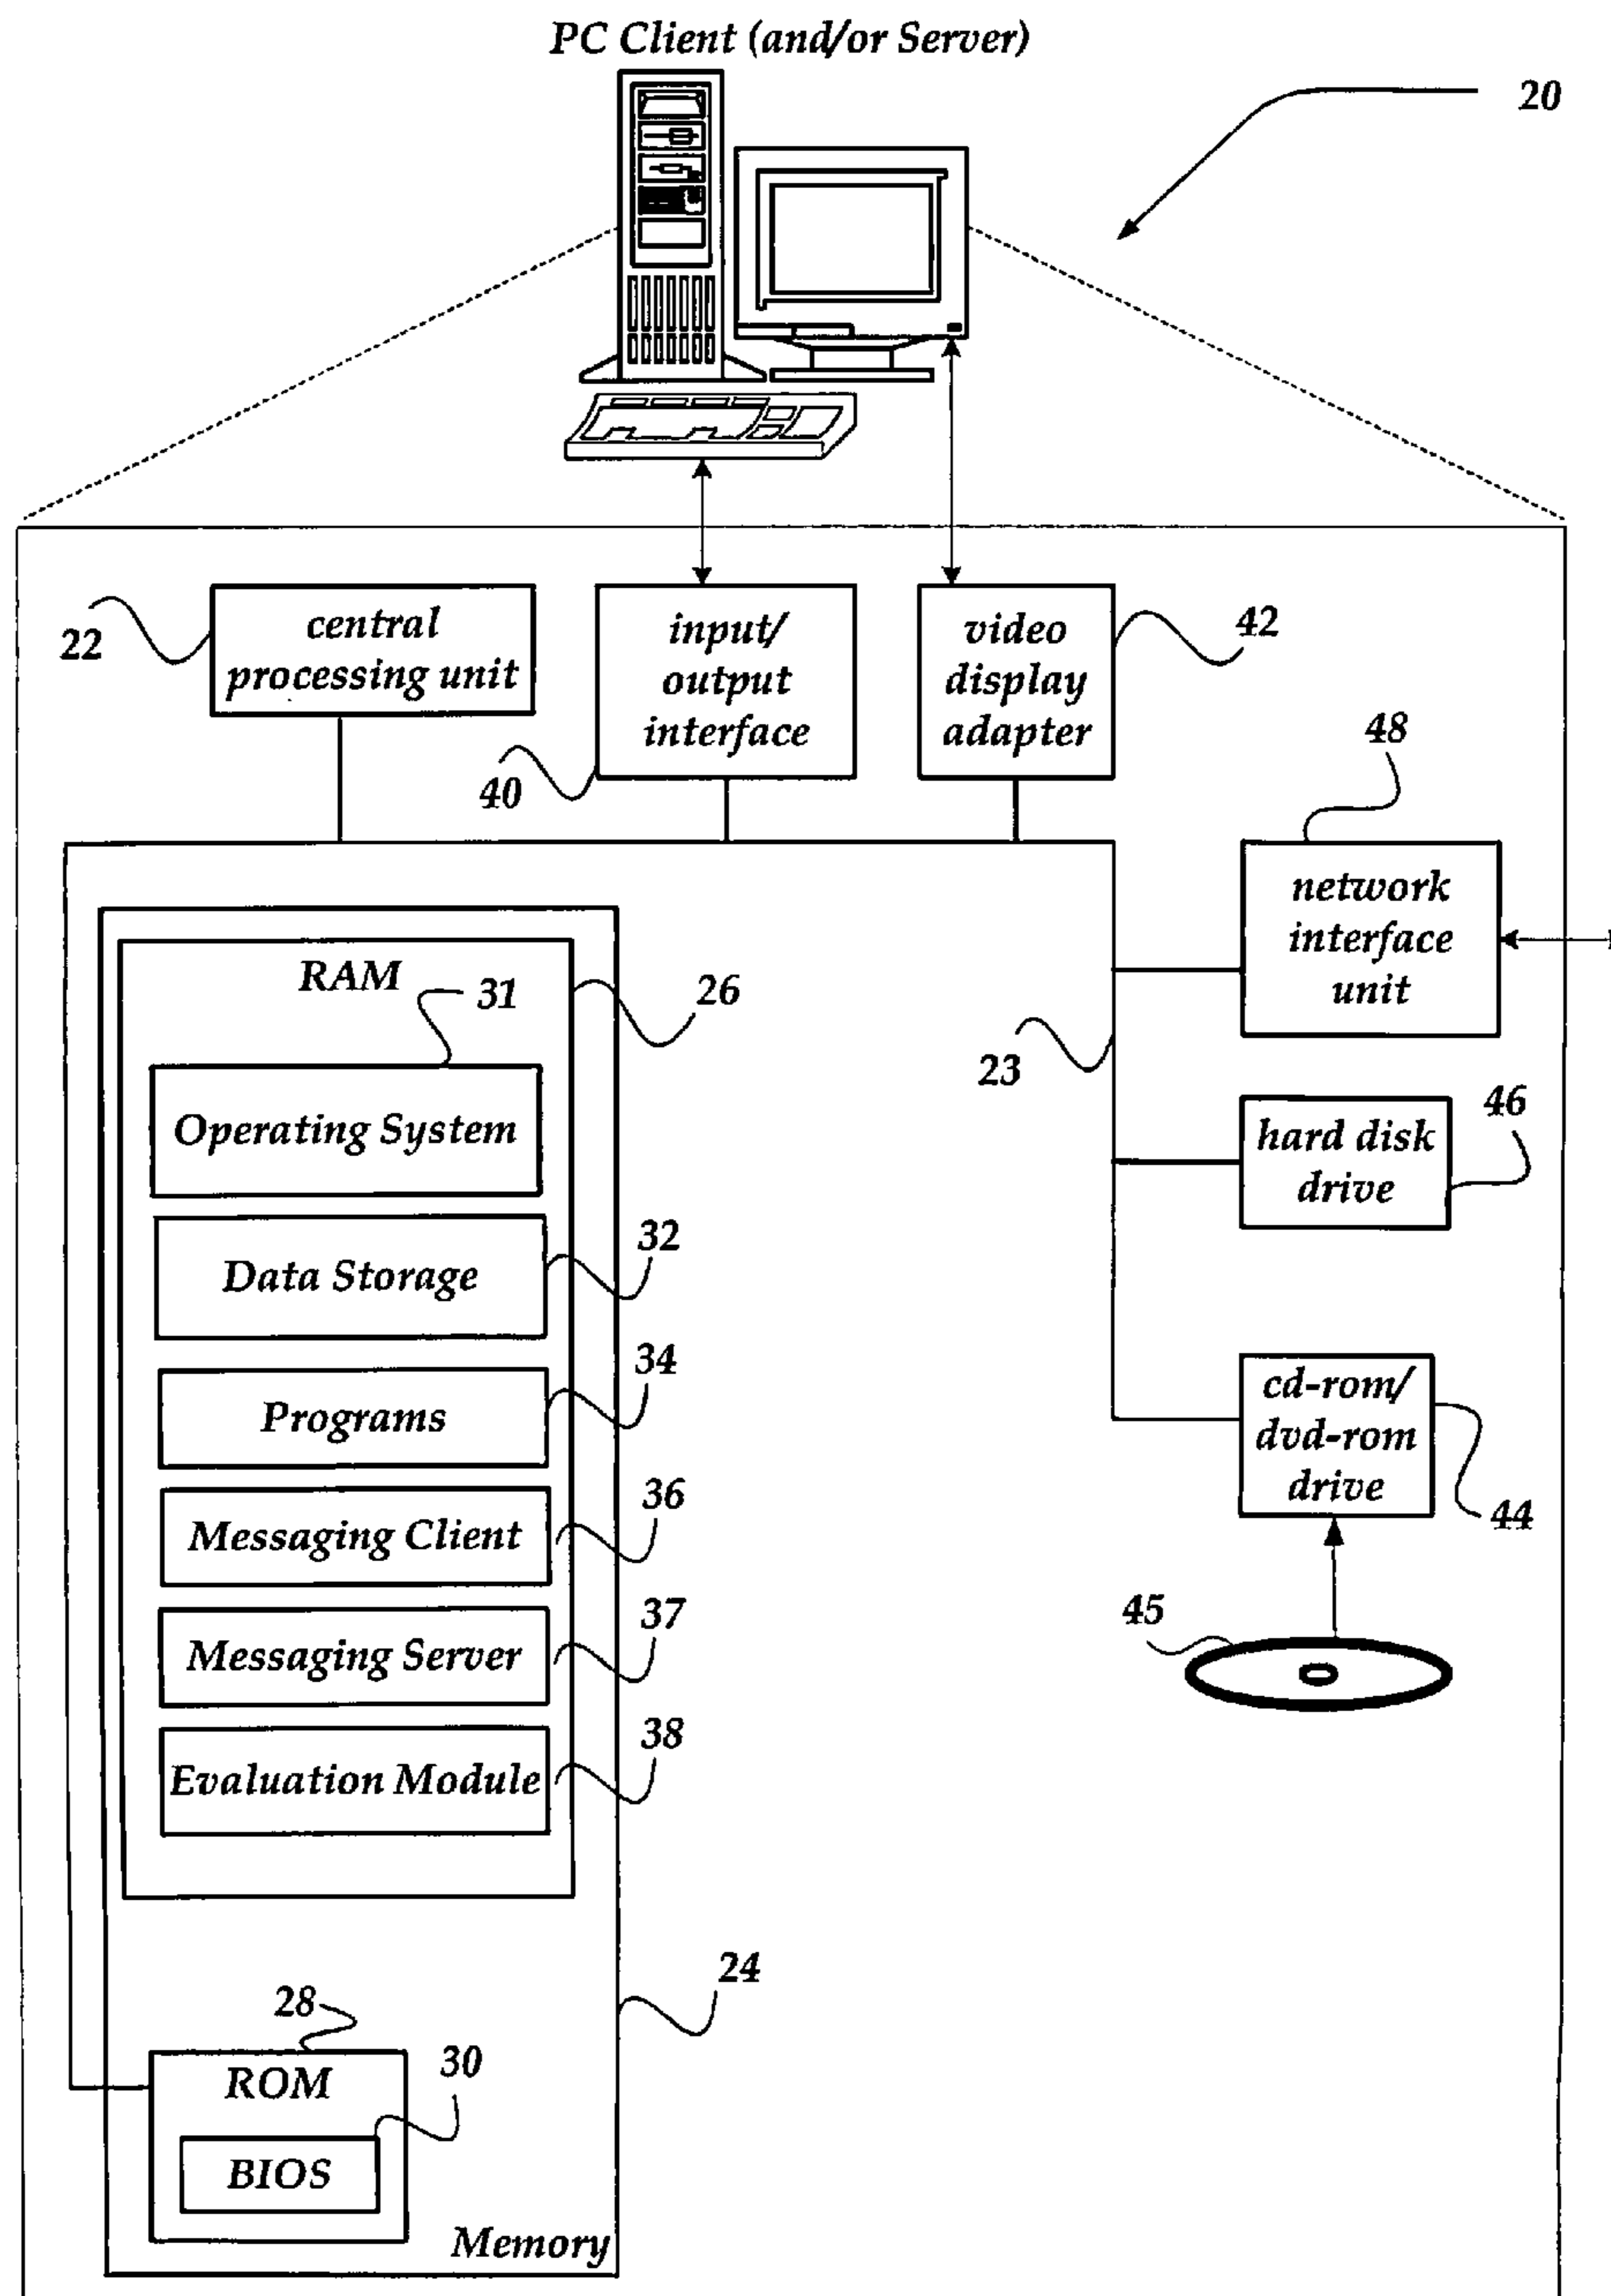 PC Client (and/or Server)
20
central
processing unit
22
input/
output
interface
40
video
display
adapter
42
48
network
interface
unit
23
RAM
31
26
Operating System
46
hard disk
drive
Data Storage
32
Programs
34
cd-rom/
dvd-rom
drive
44
Messaging Client
36
Messaging Server
37
45
Evaluation Module
38
24
28
ROM
30
BIOS
Memory